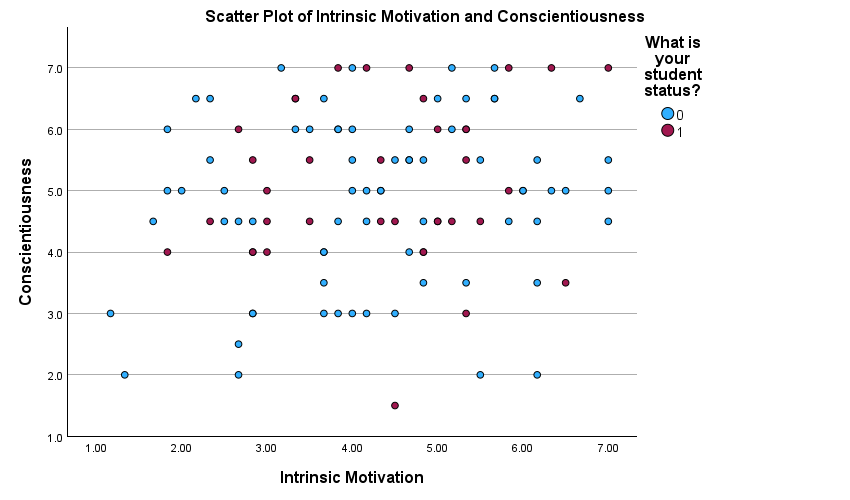 Scatter Plot of Intrinsic Motivation and Conscientiousness
What is
your
student
status?
0
1
Conscientiousness
7.0
6.0
5.0
4.0
3.0
2.0
1.0
1.00 2.00 3.00 4.00 5.00 6.00 7.00
Intrinsic Motivation